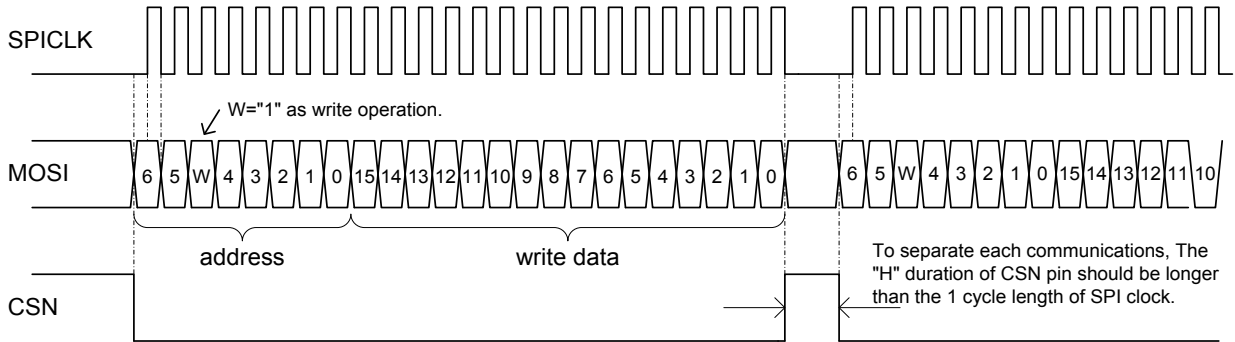 SPICLK
W="1" as write operation.
MOSI
6 5 W 4 3 2 1 0 15 14 13 12 11 10 9 8 7 6 5 4 3 2 1 0 6 5 W 4 3 2 1 0 15 14 13 12 11 10
address
write data
To separate each communications, The
"H" duration of CSN pin should be longer
than the 1 cycle length of SPI clock.
CSN